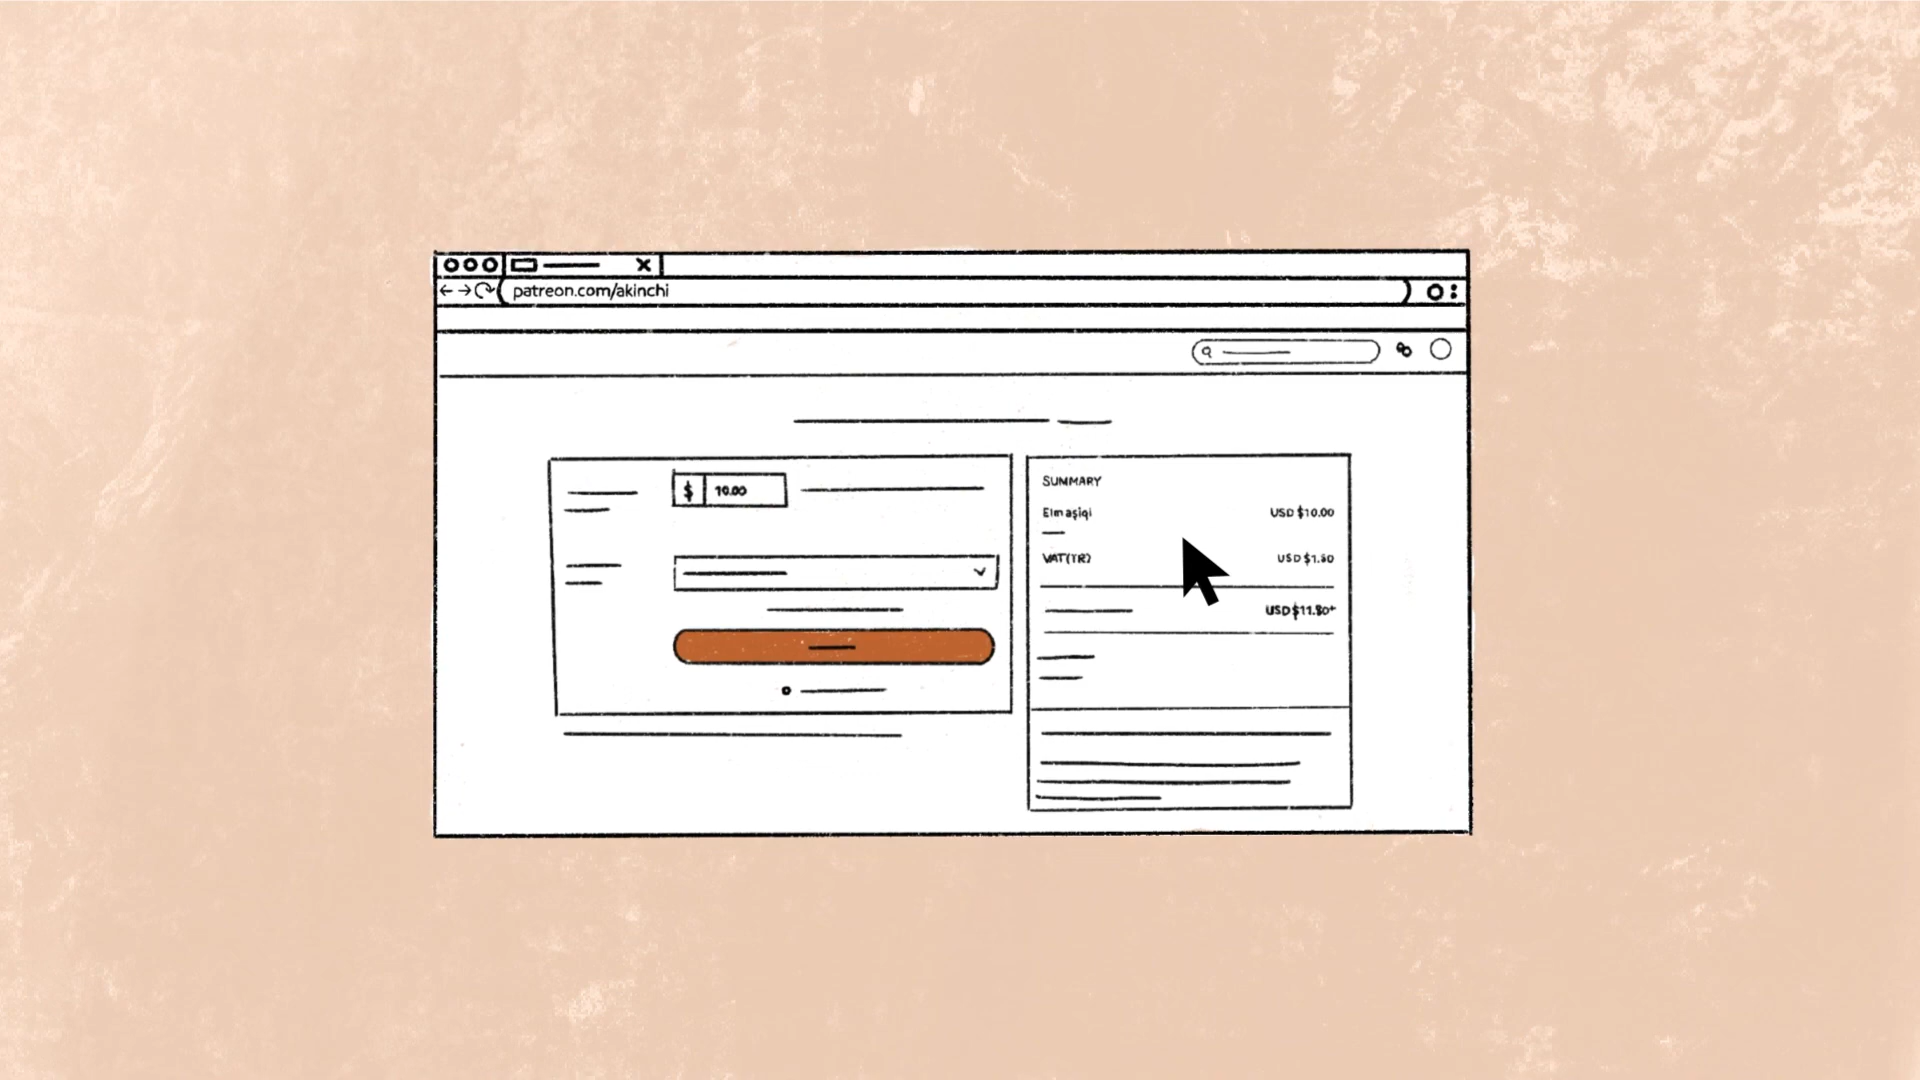 patreon.com/akinchi
$ 10.00
SUMMARY
Elm aşiqi USD $10.00
VAT(TR) USD $1.80
USD $11.80*